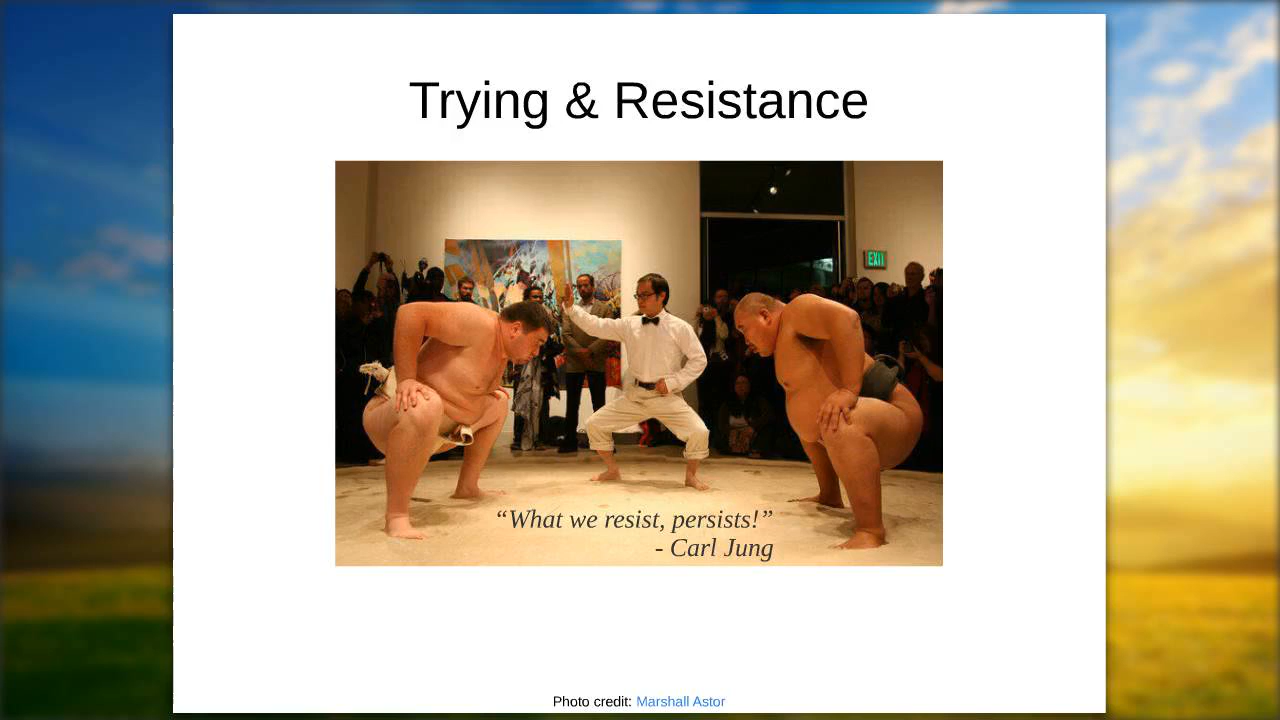 Trying & Resistance
EXIT
“What we resist, persists!”
- Carl Jung
Photo credit: Marshall Astor